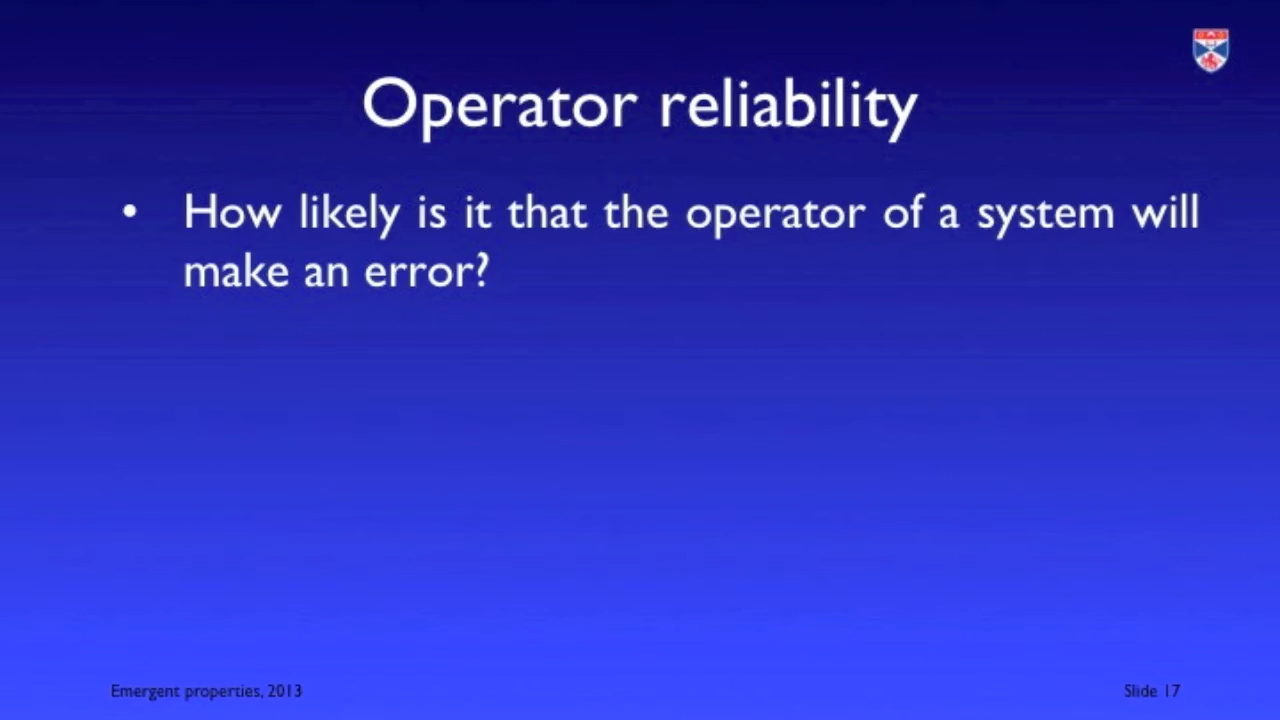 Operator reliability
• How likely is it that the operator of a system will
make an error?
Emergent properties, 2013
Slide 17